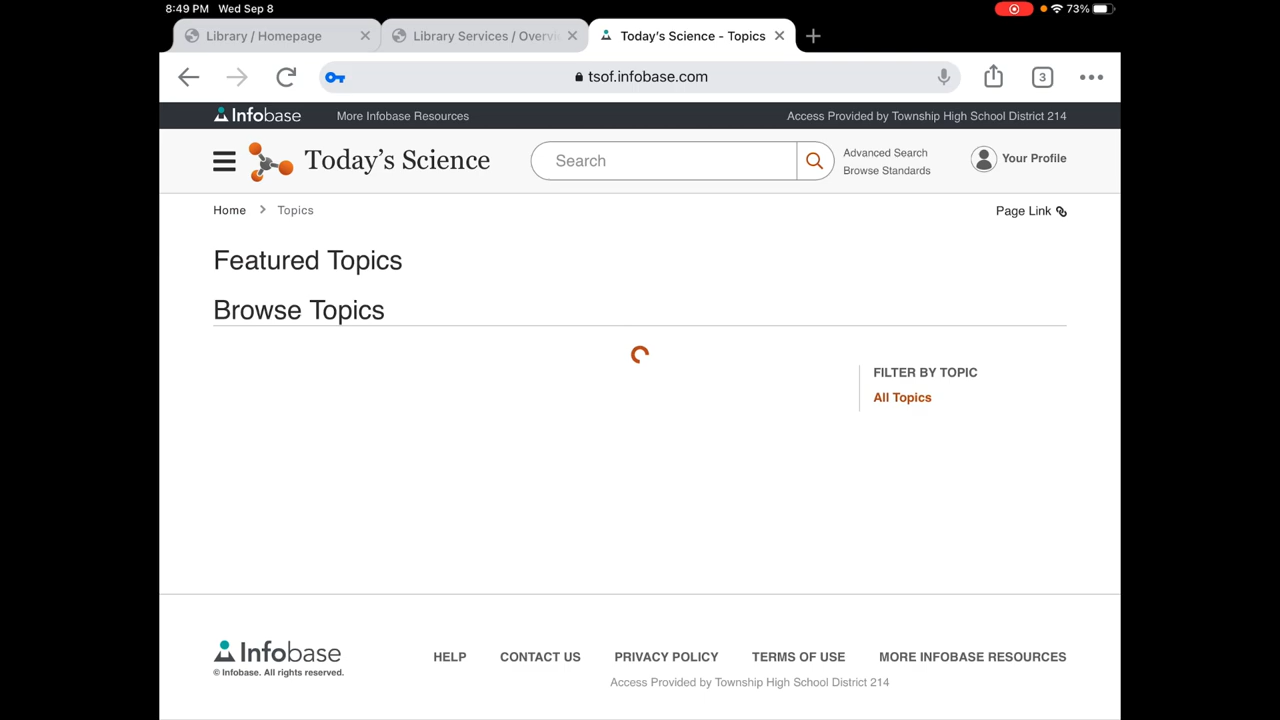 8:49 PM Wed Sep 8 73%
Library / Homepage Library Services / Overvi Today's Science - Topics
tsof.infobase.com 3
Infobase More Infobase Resources Access Provided by Township High School District 214
Today's Science Search Advanced Search Your Profile
Browse Standards
Home Topics Page Link
Featured Topics
Browse Topics
FILTER BY TOPIC
All Topics
Infobase HELP CONTACT US PRIVACY POLICY TERMS OF USE MORE INFOBASE RESOURCES
© Infobase. All rights reserved.
Access Provided by Township High School District 214